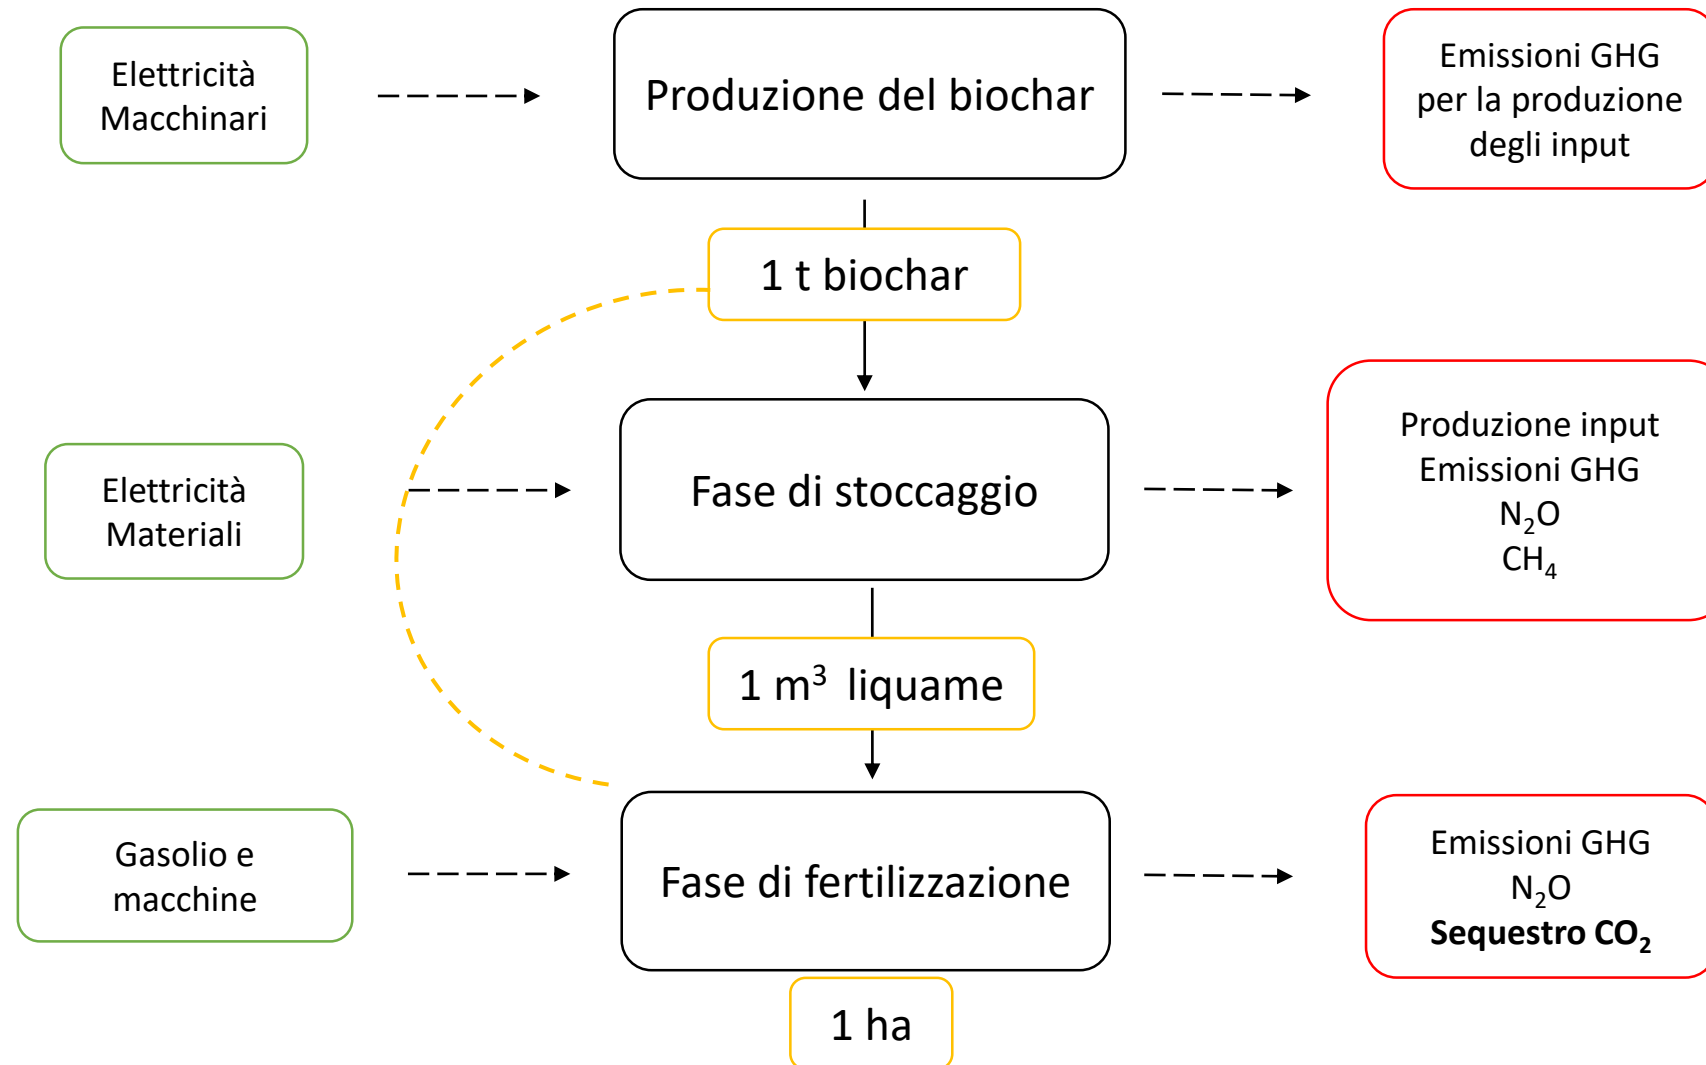 Elettricità
Macchinari
Produzione del biochar
Emissioni GHG
per la produzione
degli input
1 t biochar
Elettricità
Materiali
Fase di stoccaggio
Produzione input
Emissioni GHG
N₂O
CH₄
1 m³ liquame
Gasolio e
macchine
Fase di fertilizzazione
Emissioni GHG
N₂O
Sequestro CO₂
1 ha